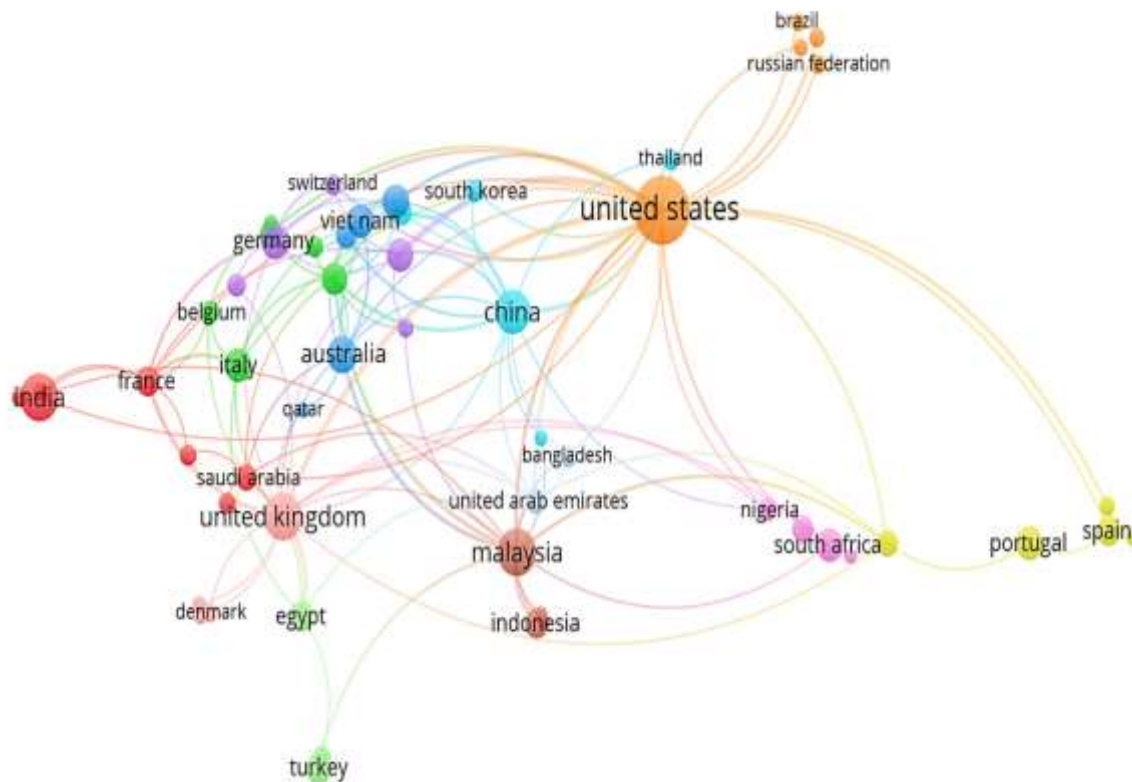 brazil
russian federation
thailand
switzerland
south korea
united states
viet nam
germany
belgium
china
australia
italy
france
india
qatar
bangladesh
saudi arabia
united arab emirates
united kingdom
nigeria
spain
south africa
portugal
malaysia
denmark
egypt
indonesia
turkey